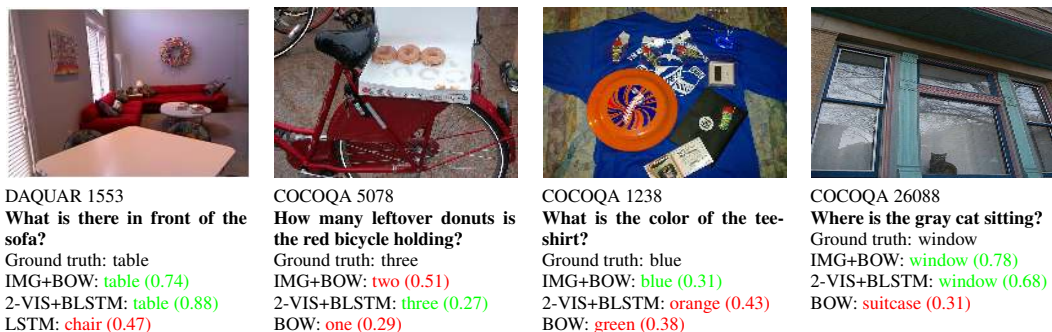 DAQUAR 1553
What is there in front of the
sofa?
Ground truth: table
IMG+BOW: table (0.74)
2-VIS+BLSTM: table (0.88)
LSTM: chair (0.47)
COCOQA 5078
How many leftover donuts is
the red bicycle holding?
Ground truth: three
IMG+BOW: two (0.51)
2-VIS+BLSTM: three (0.27)
BOW: one (0.29)
COCOQA 1238
What is the color of the tee-
shirt?
Ground truth: blue
IMG+BOW: blue (0.31)
2-VIS+BLSTM: orange (0.43)
BOW: green (0.38)
COCOQA 26088
Where is the gray cat sitting?
Ground truth: window
IMG+BOW: window (0.78)
2-VIS+BLSTM: window (0.68)
BOW: suitcase (0.31)